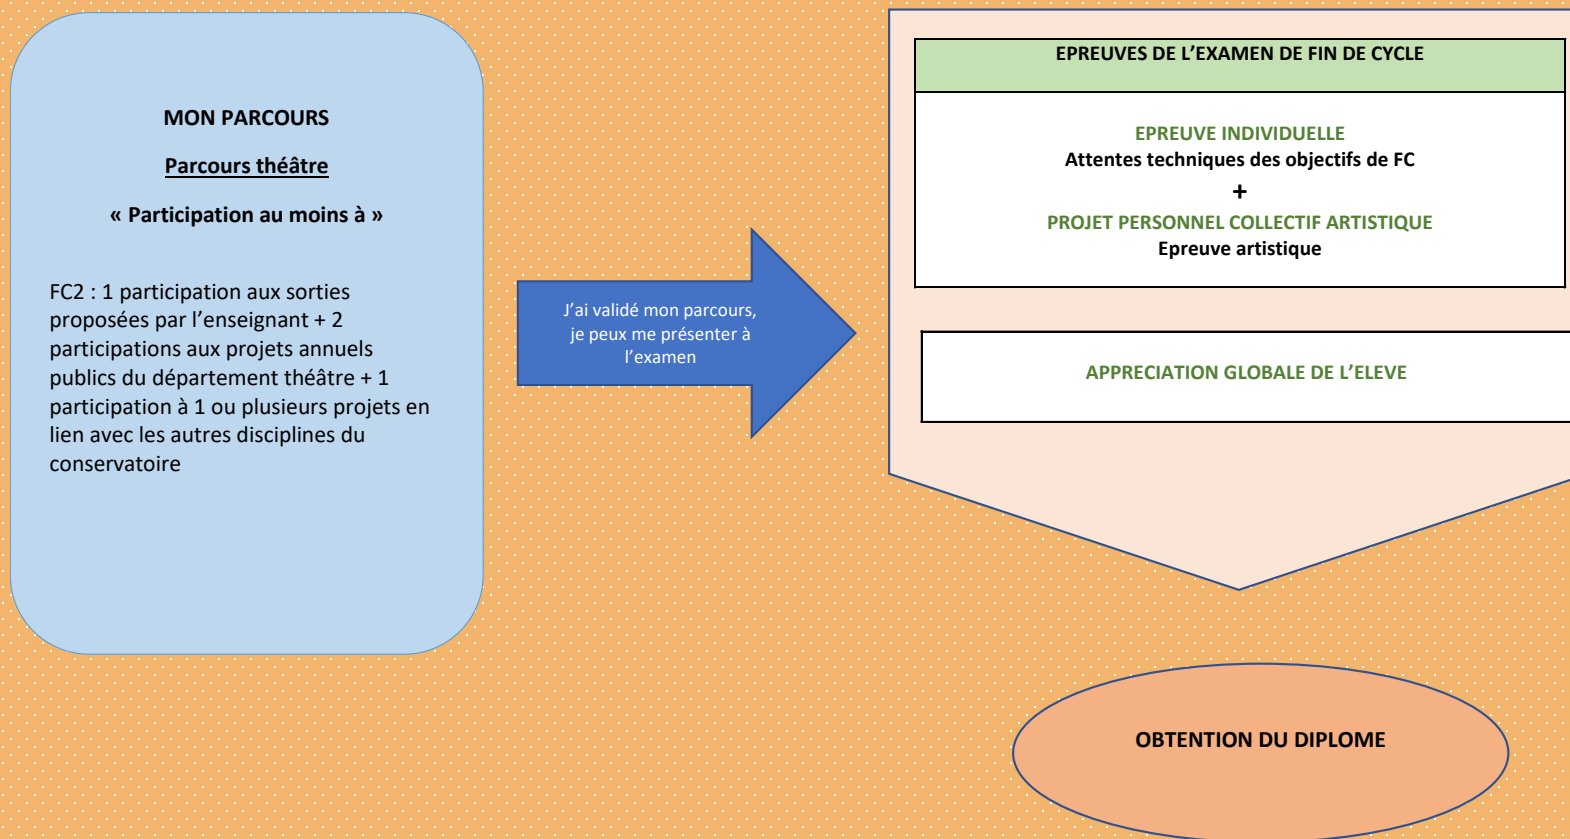 MON PARCOURS
Parcours théâtre
« Participation au moins à »
FC2 : 1 participation aux sorties
proposées par l’enseignant + 2
participations aux projets annuels
publics du département théâtre + 1
participation à 1 ou plusieurs projets en
lien avec les autres disciplines du
conservatoire
J’ai validé mon parcours,
je peux me présenter à
l’examen
EPREUVES DE L’EXAMEN DE FIN DE CYCLE
EPREUVE INDIVIDUELLE
Attentes techniques des objectifs de FC
+
PROJET PERSONNEL COLLECTIF ARTISTIQUE
Epreuve artistique
APPRECIATION GLOBALE DE L’ELEVE
OBTENTION DU DIPLOME